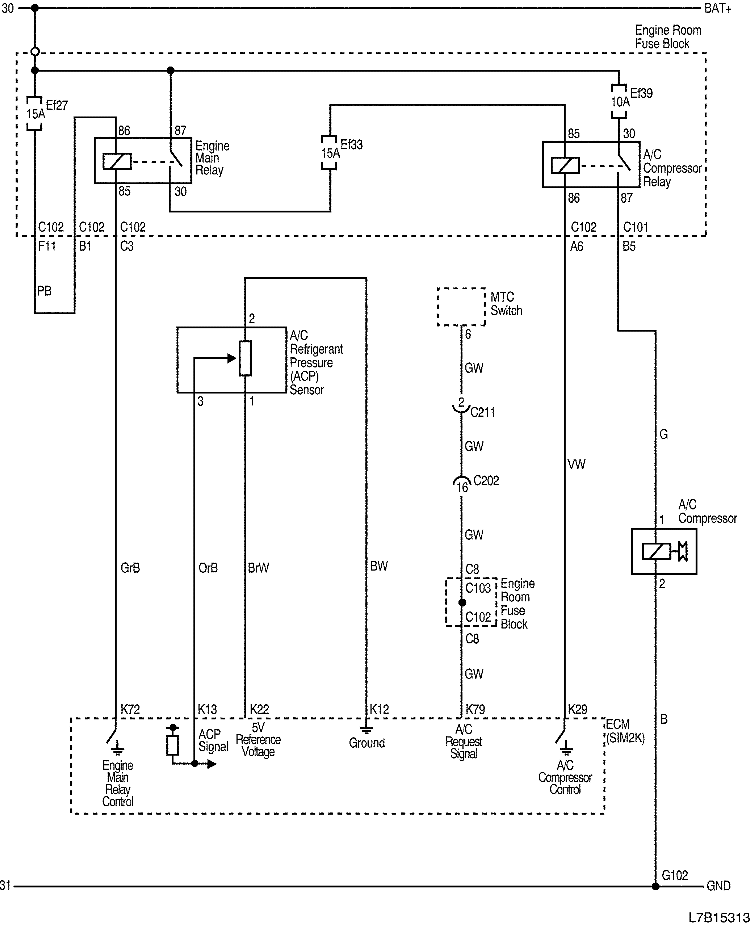 30
BAT+
Engine Room
Fuse Block
Ef27
15A
Ef39
10A
86
87
Engine
Main
Relay
85
30
Ef33
15A
85
30
A/C
Compressor
Relay
86
87
C102
C102
C102
C102
C101
F11
B1
C3
A6
B5
PB
MTC
Switch
6
2
A/C
Refrigerant
Pressure
(ACP)
Sensor
3
1
GW
2
C211
G
GW
VW
C202
16
A/C
Compressor
1
2
GW
GrB
OrB
BrW
BW
C8
C103
C102
Engine
Room
Fuse
Block
C8
GW
K72
K13
K22
K12
K79
K29
B
Engine
Main
Relay
Control
ACP
Signal
5V
Reference
Voltage
Ground
A/C
Request
Signal
A/C
Compressor
Control
ECM
(SIM2K)
31
G102
GND
L7B15313